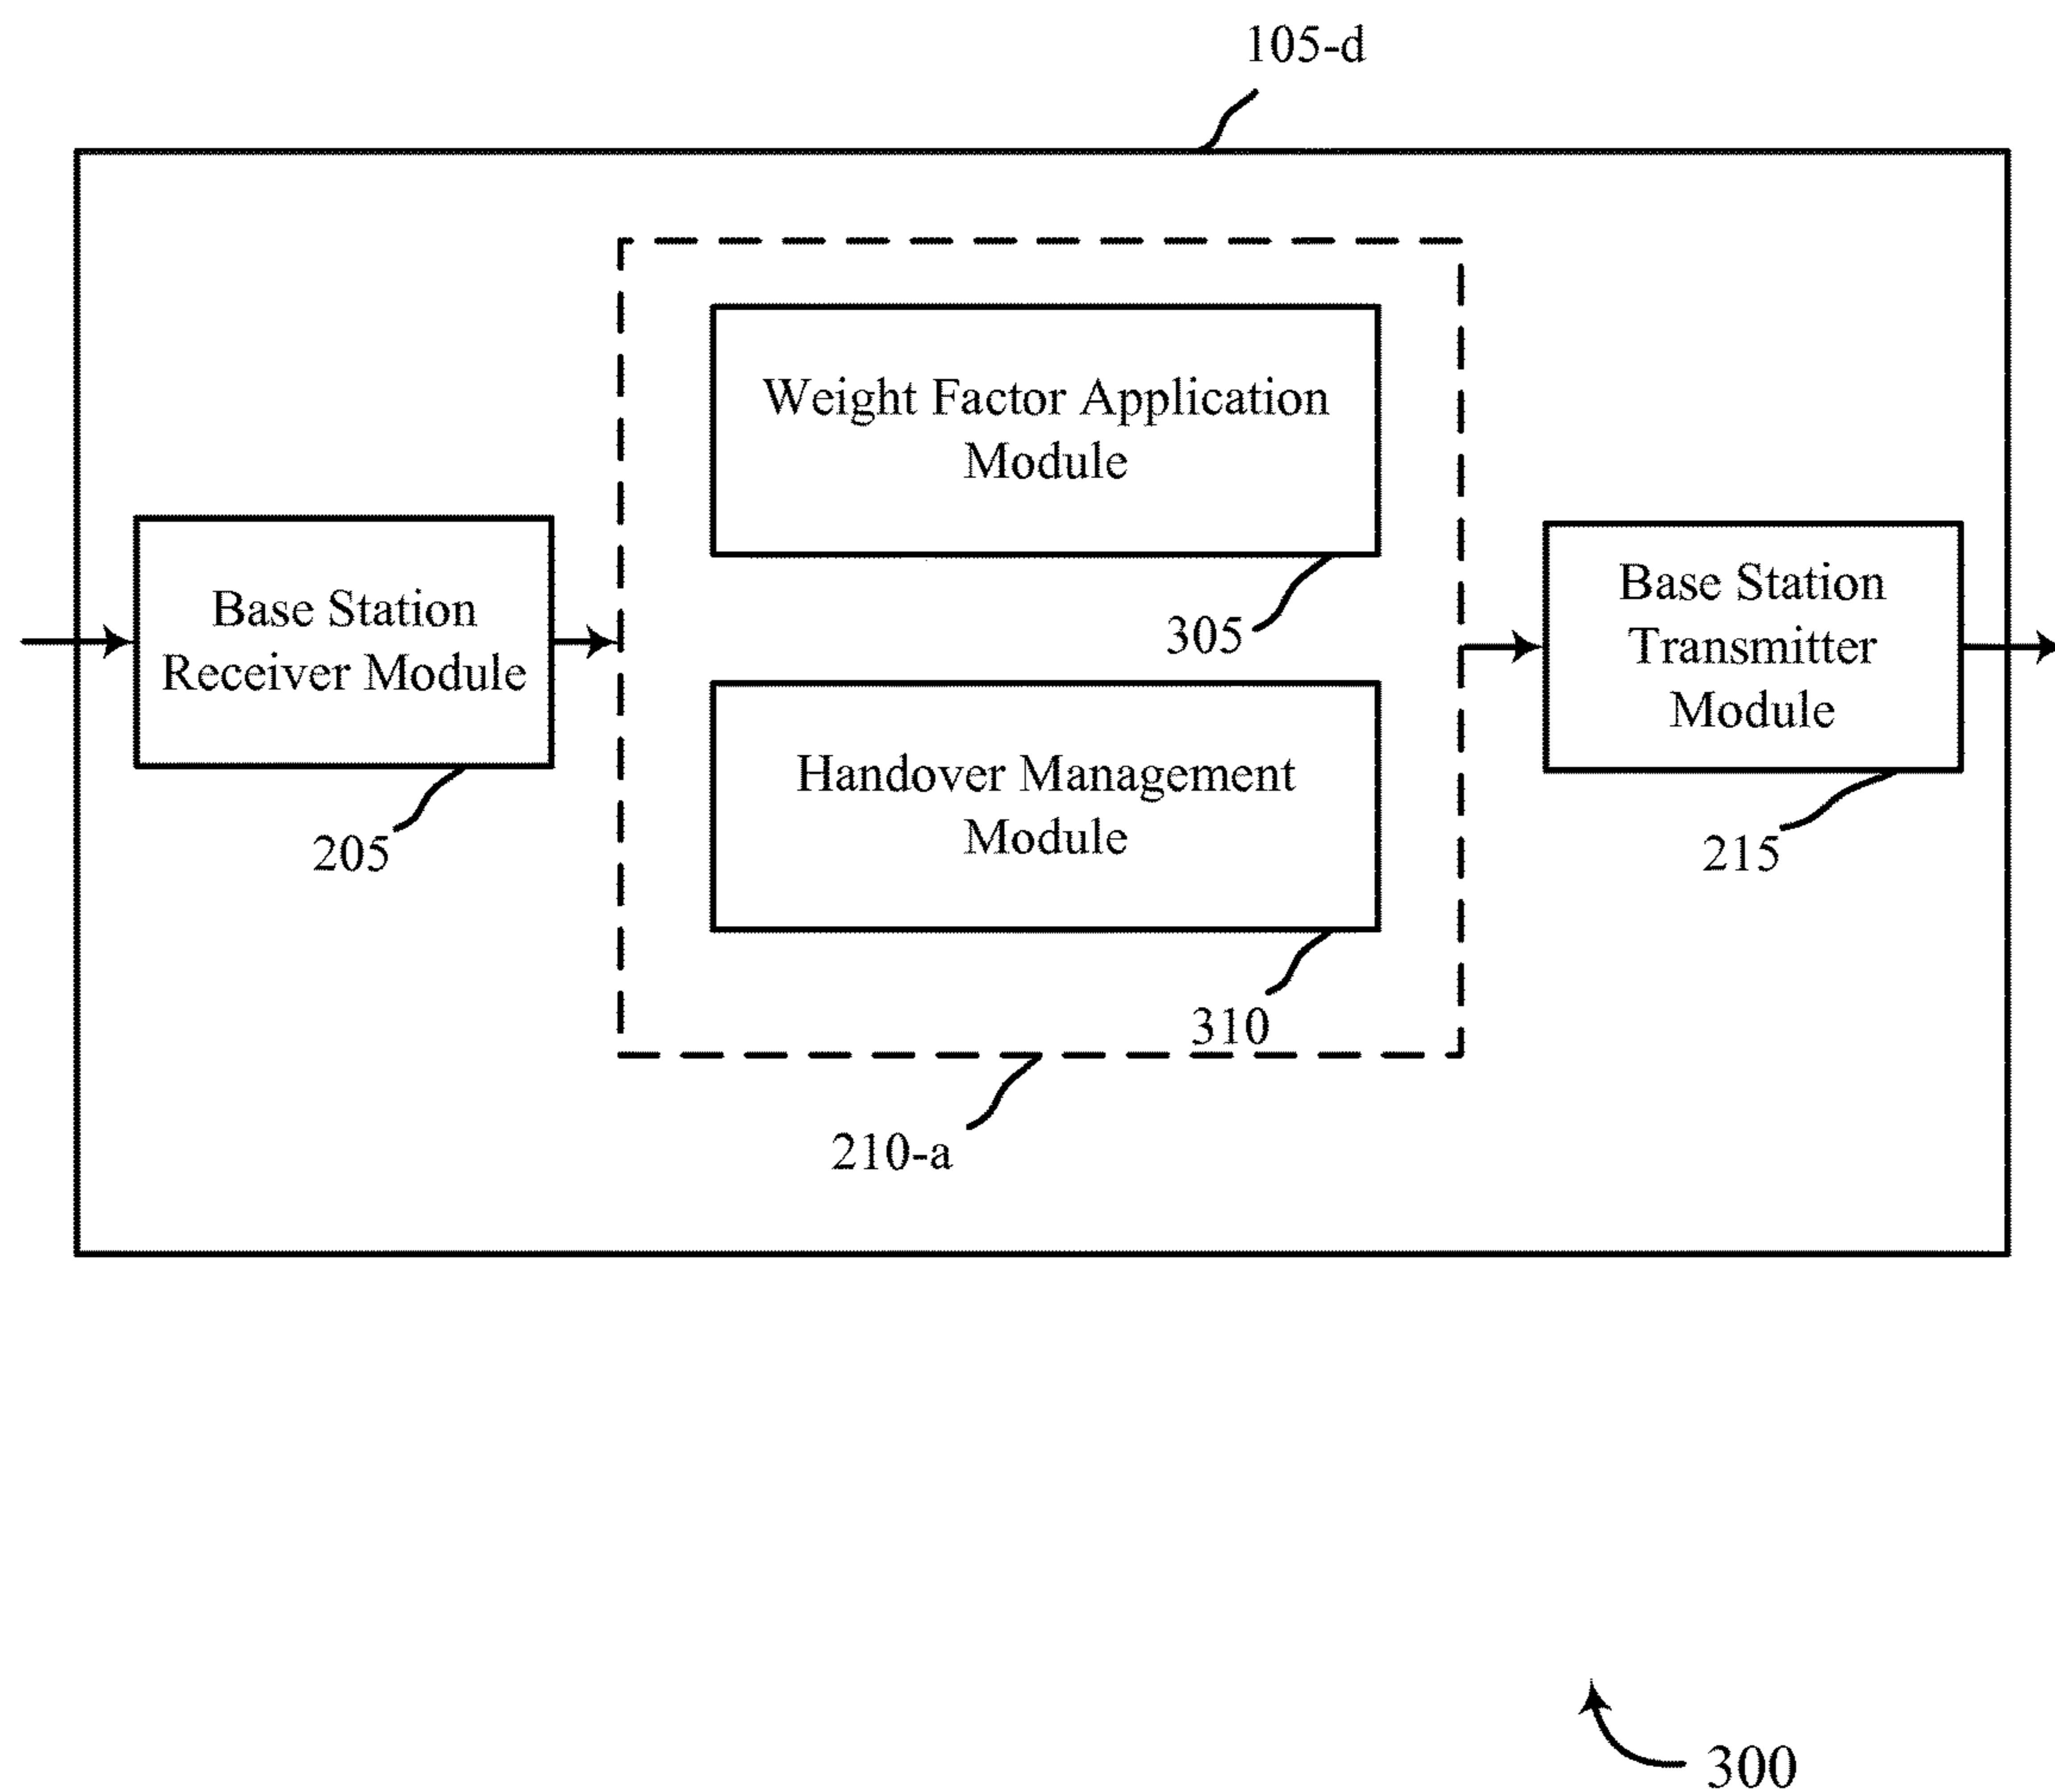 105-d
Weight Factor Application
Module
305
Base Station
Receiver Module
205
Handover Management
Module
310
210-a
Base Station
Transmitter
Module
215
300